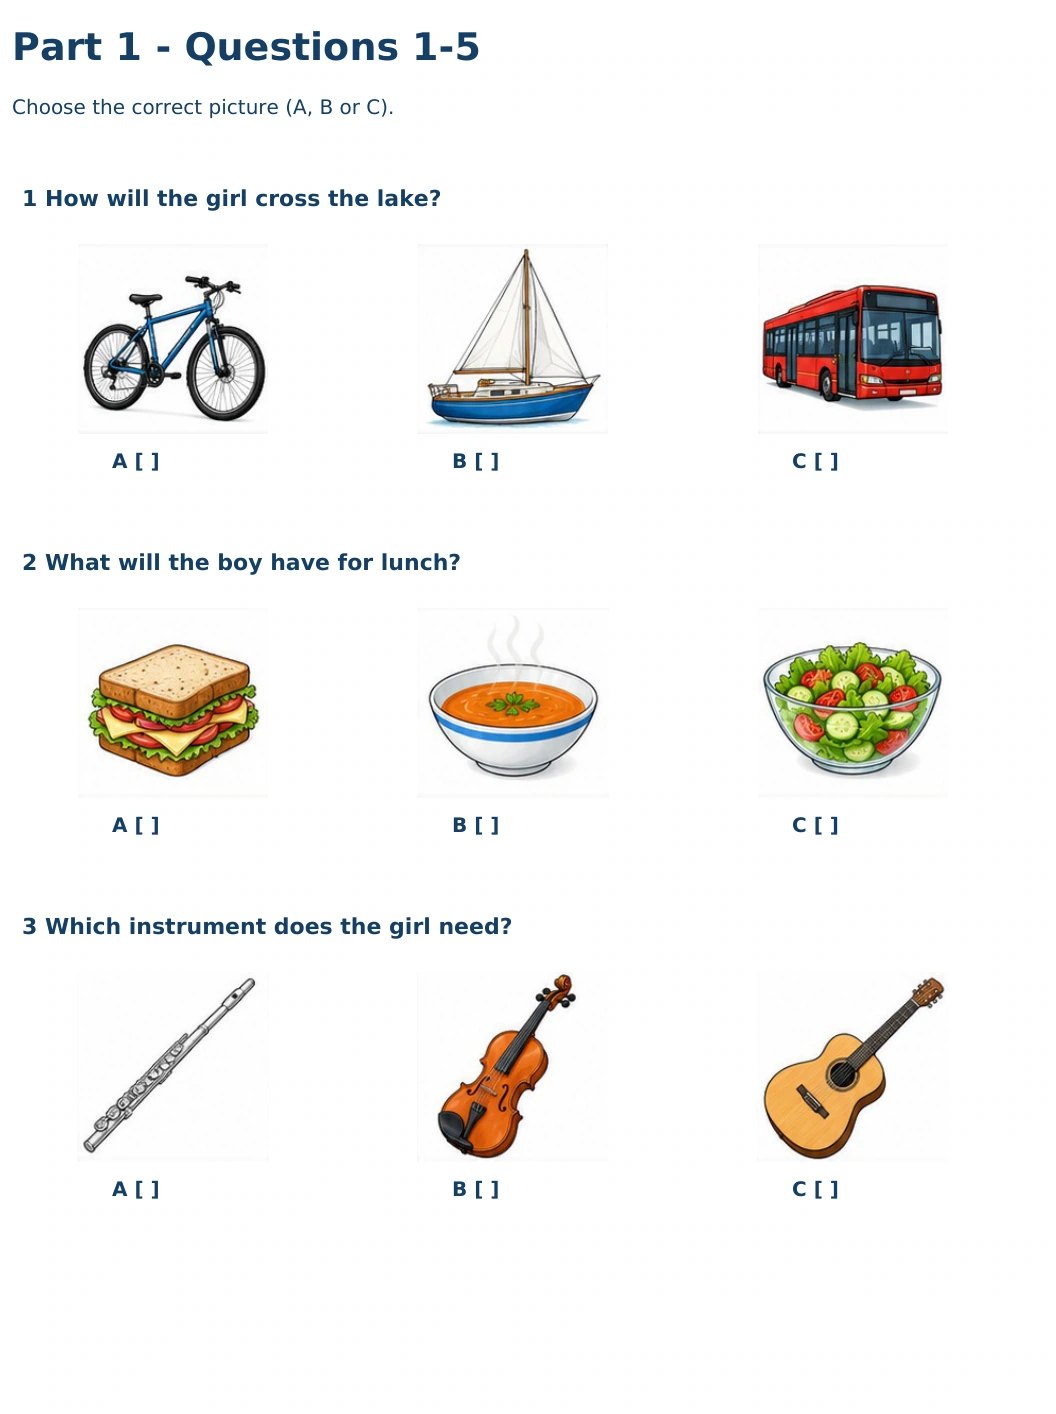 Part 1 - Questions 1-5
Choose the correct picture (A, B or C).
1 How will the girl cross the lake?
A [ ] B [ ] C [ ]
2 What will the boy have for lunch?
A [ ] B [ ] C [ ]
3 Which instrument does the girl need?
A [ ] B [ ] C [ ]